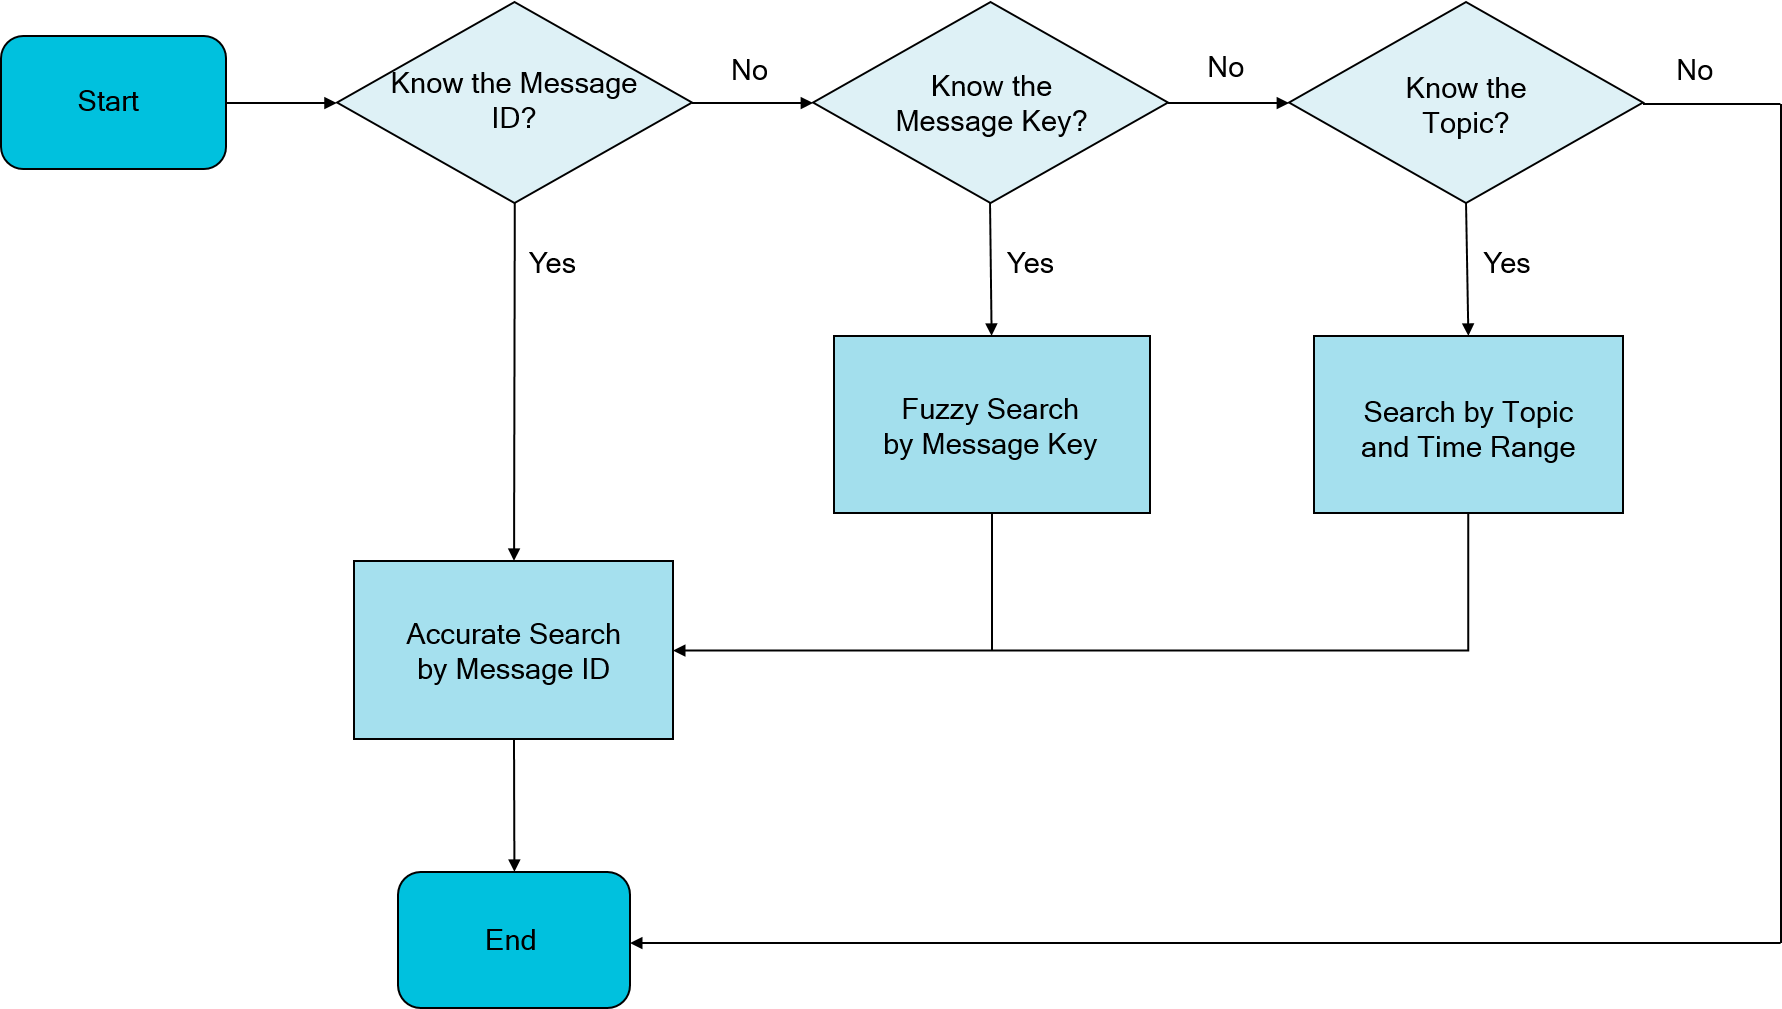 Start
Know the Message
ID?
No
Know the
Message Key?
No
Know the
Topic?
No
Yes
Yes
Yes
Fuzzy Search
by Message Key
Search by Topic
and Time Range
Accurate Search
by Message ID
End